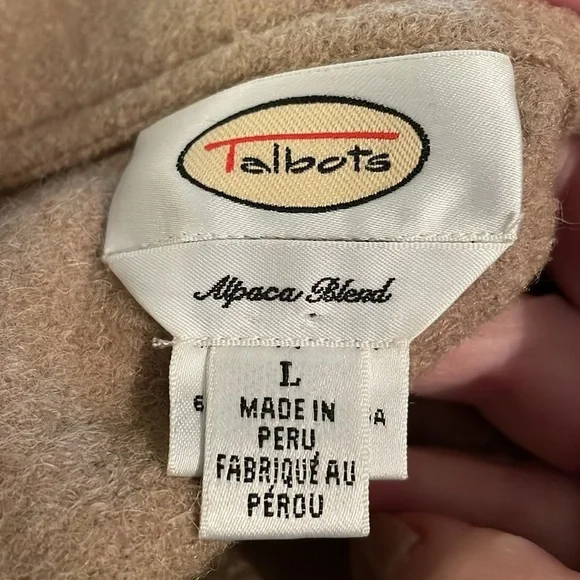 Talbots
Alpaca Blend
L
MADE IN
PERU
FABRIQUÉ AU
PÉROU